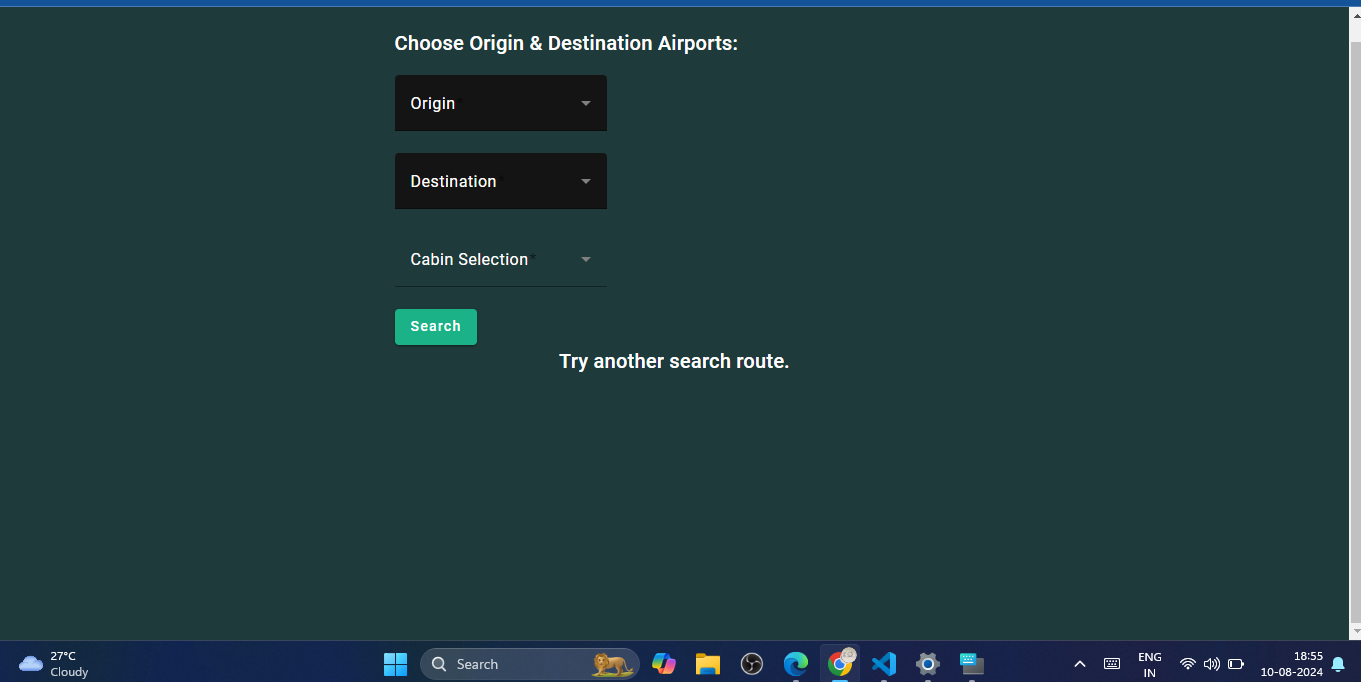 Choose Origin & Destination Airports:
Origin
Destination
Cabin Selection*
Search
Try another search route.
27°C
Cloudy
Search
ENG
IN
18:55
10-08-2024